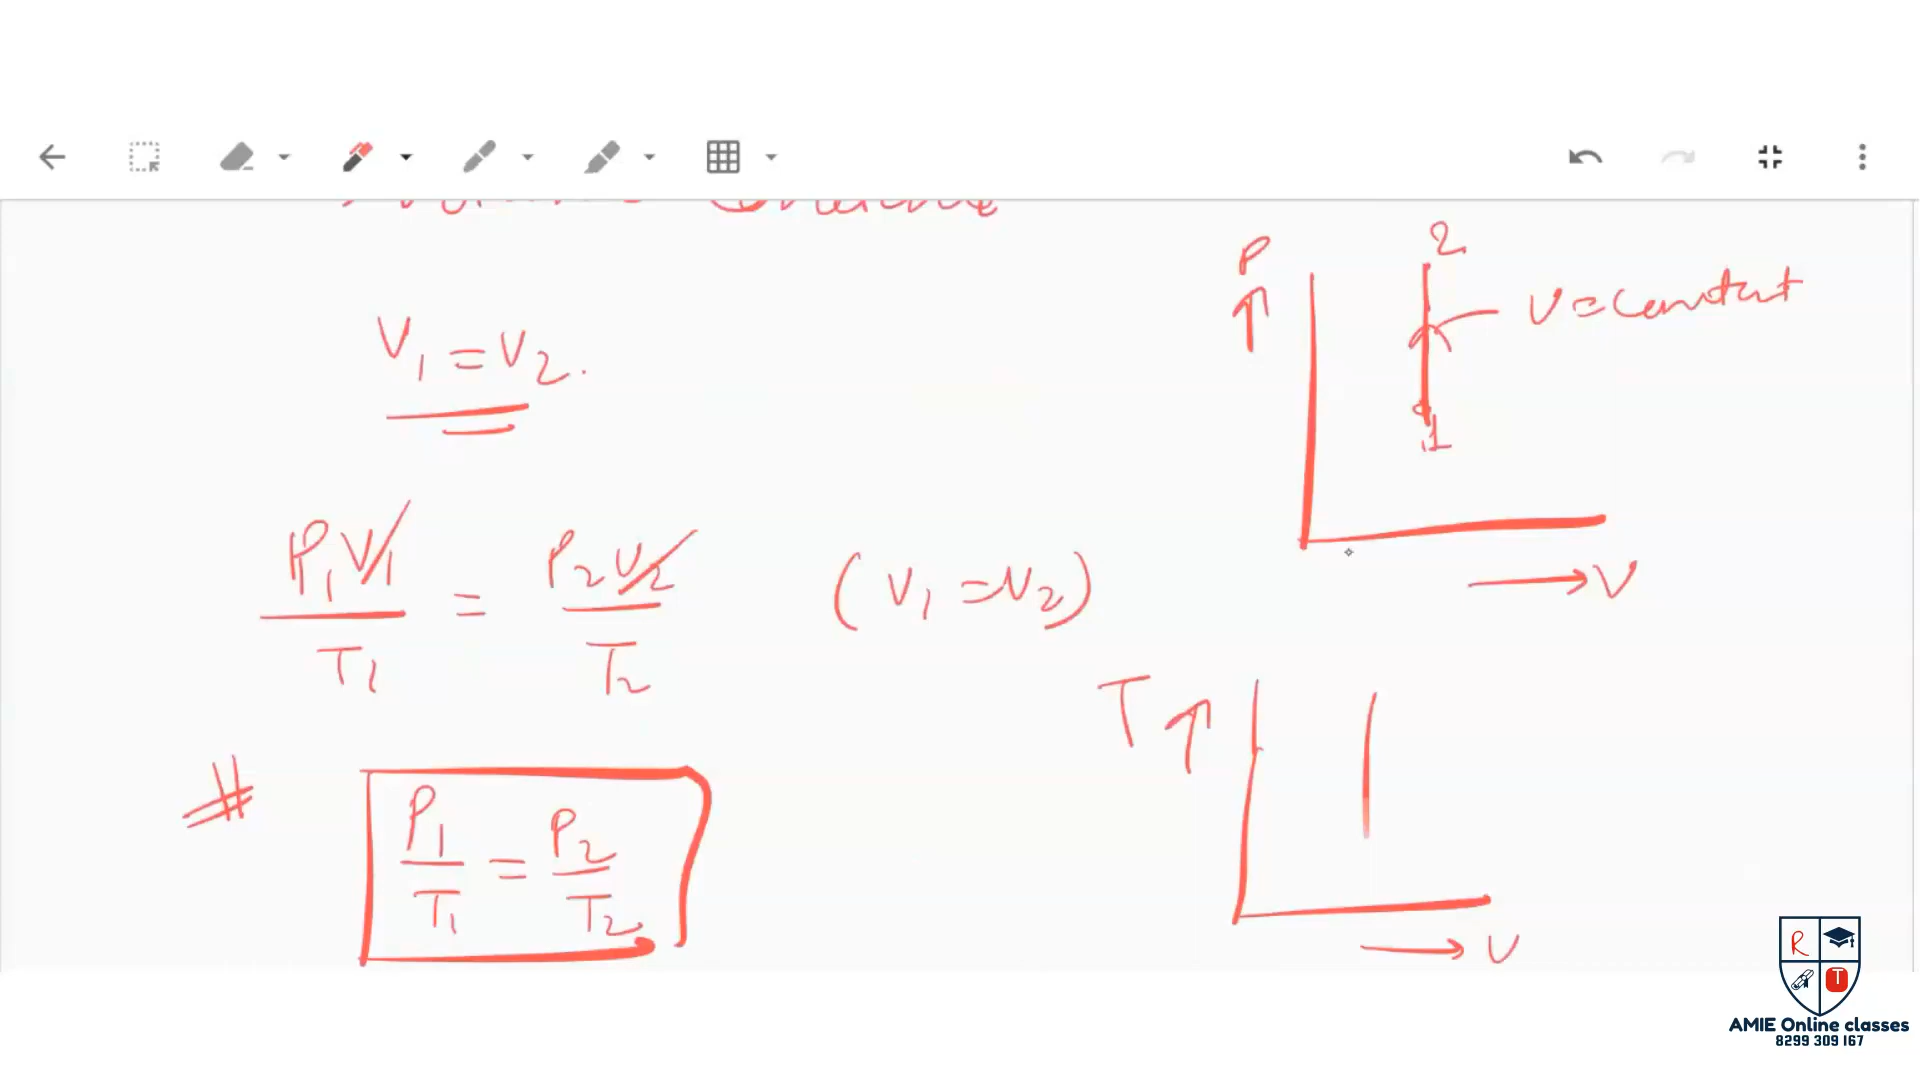 V₁ = V₂.
P₁V₁ / T₁ = P₂V₂ / T₂ (V₁ = V₂)
# P₁ / T₁ = P₂ / T₂
P
2
V = constant
1
V
T
V
R
T
AMIE Online classes
8299 309 167